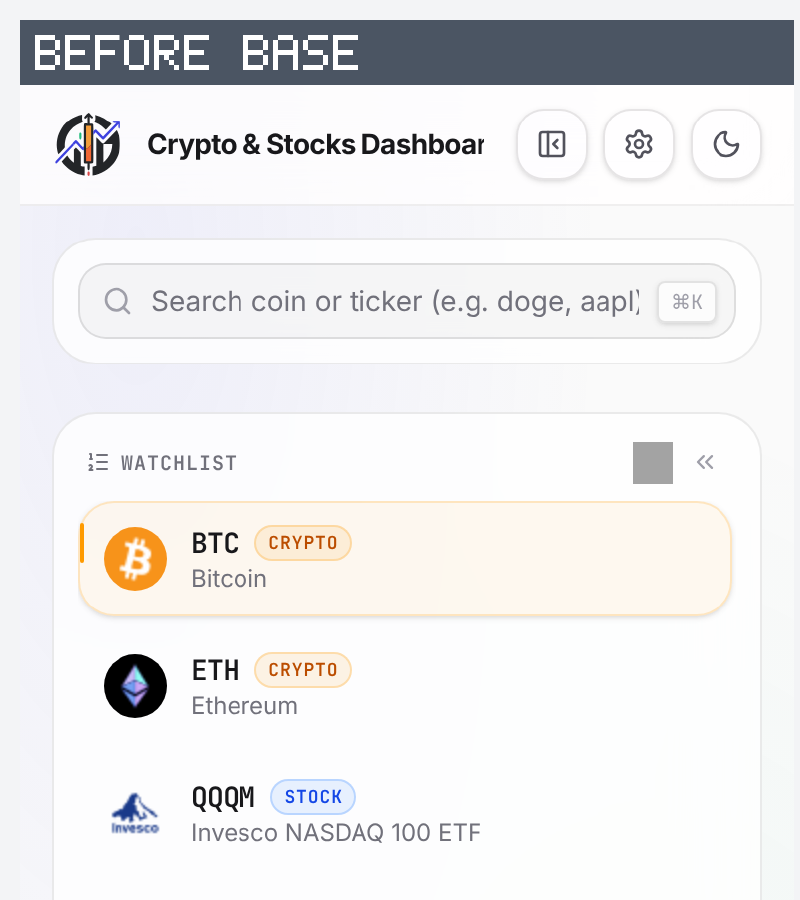 BEFORE BASE
Crypto & Stocks Dashboar
Search coin or ticker (e.g. doge, aapl) ⌘K
WATCHLIST
BTC CRYPTO
Bitcoin
ETH CRYPTO
Ethereum
QQQM STOCK
Invesco
Invesco NASDAQ 100 ETF